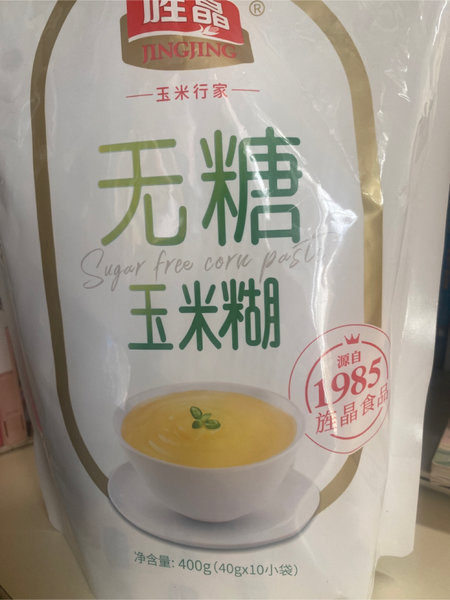 旌晶®
JINGJING
玉米行家
无糖
Sugar free corn paste
玉米糊
源自
1985
旌晶食品
净含量: 400g(40gx10小袋)